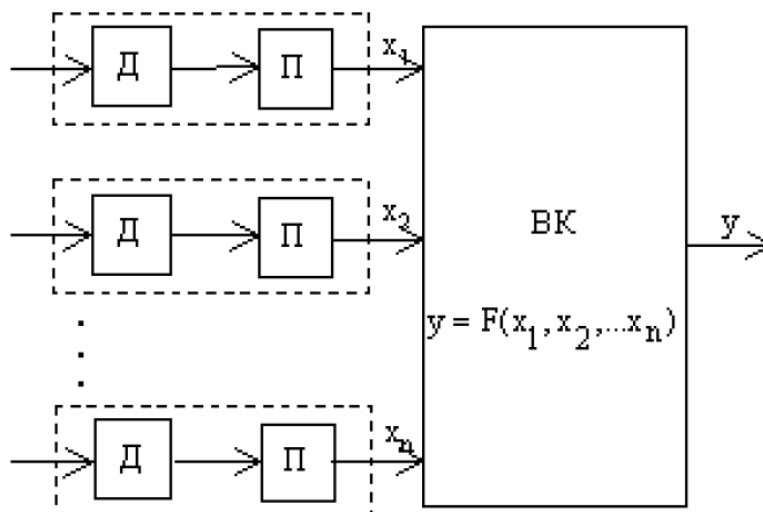 Д П x₁
Д П x₂
ВК y
y = F(x₁,x₂,...xₙ)
Д П xₙ